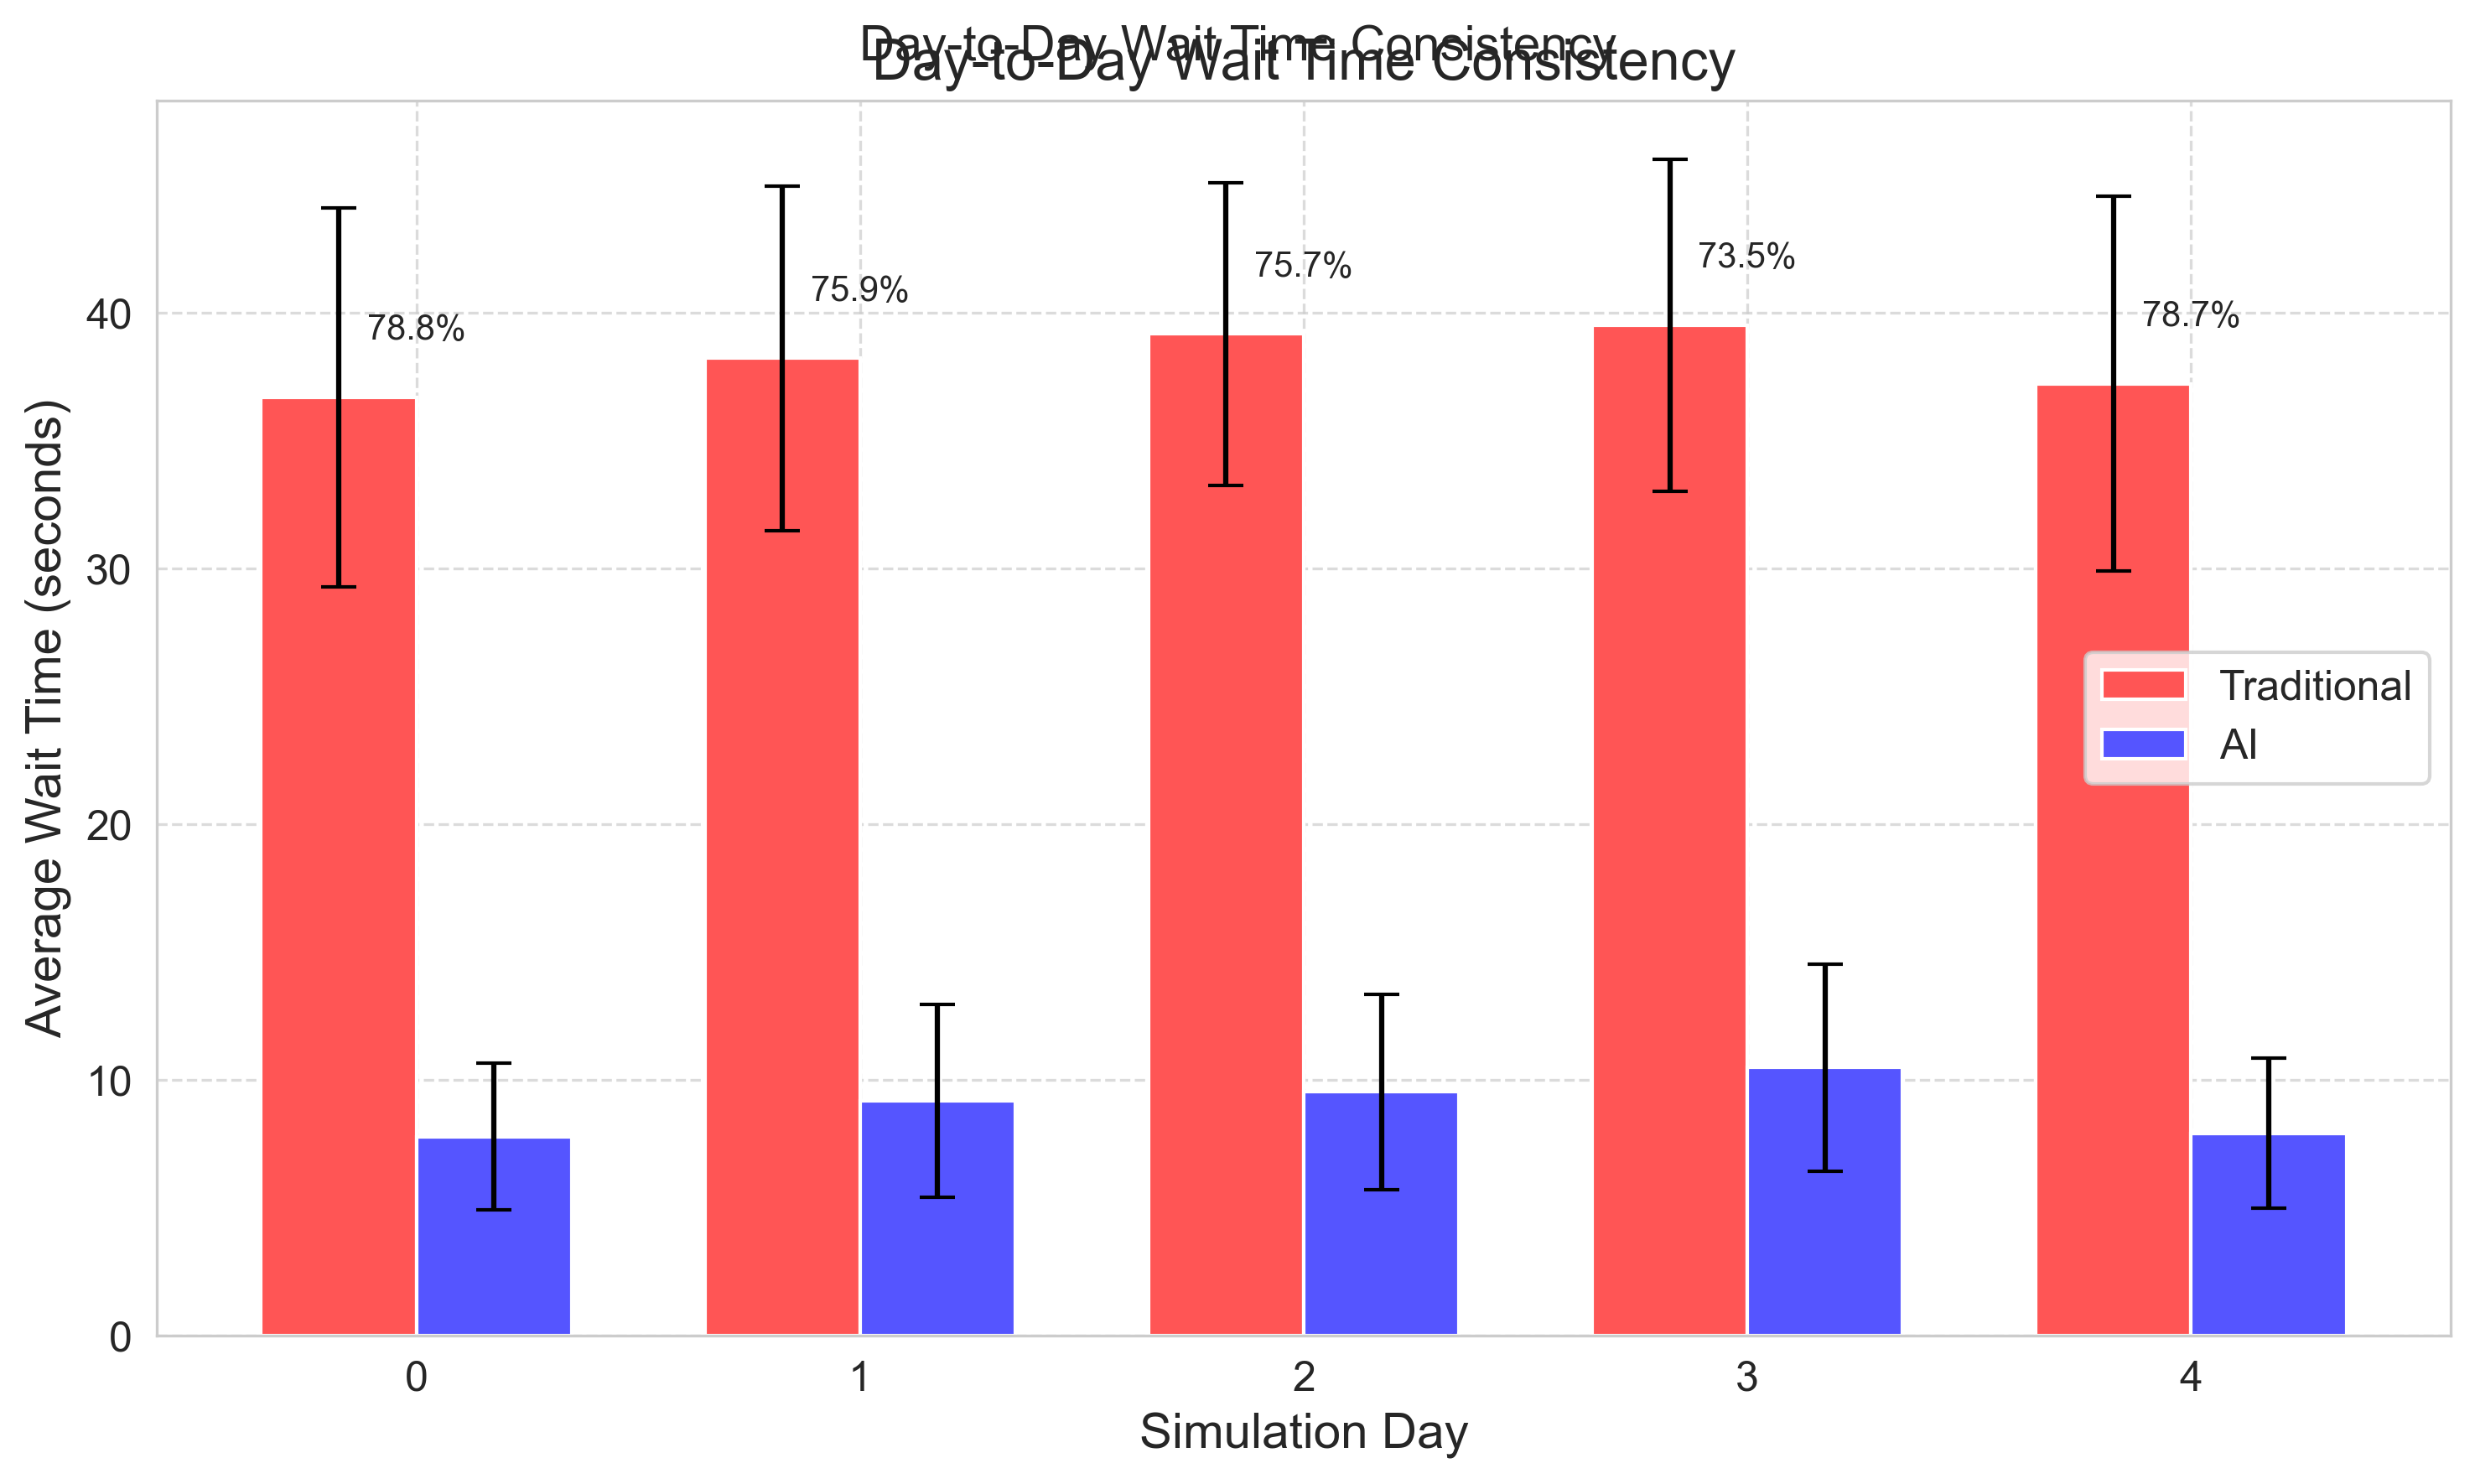 Day-to-Day Wait Time Consistency
Day-to-Day Wait Time Consistency
Average Wait Time (seconds)
40
30
20
10
0
78.8%
75.9%
75.7%
73.5%
78.7%
Traditional
AI
0 1 2 3 4
Simulation Day